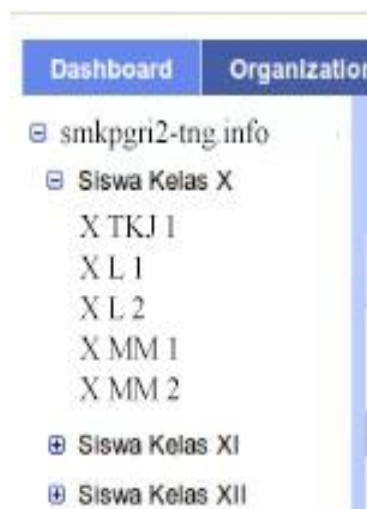 Dashboard Organization
smkpgri2-tng.info
Siswa Kelas X
X TKJ 1
X L 1
X L 2
X MM 1
X MM 2
Siswa Kelas XI
Siswa Kelas XII